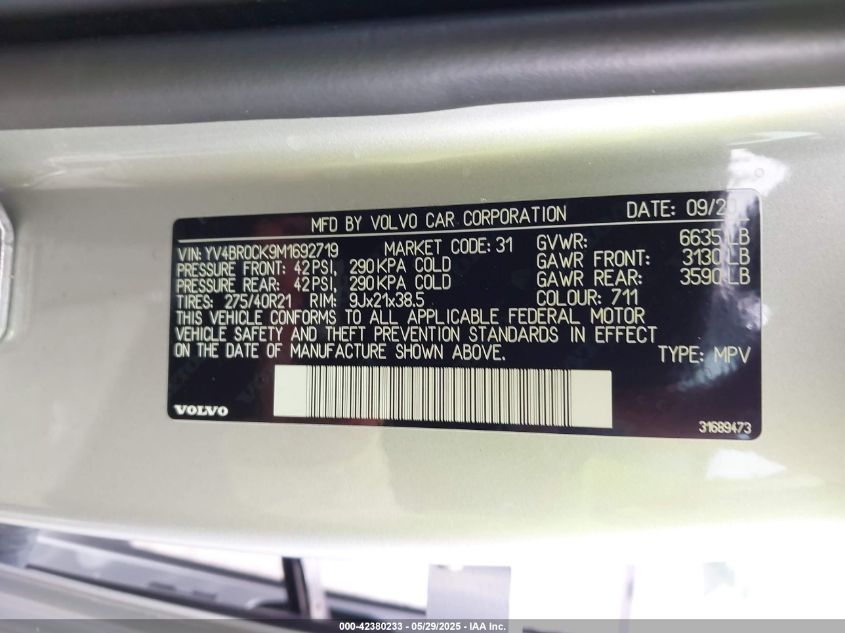 MFD BY VOLVO CAR CORPORATION DATE: 09/20
VIN: YV4BR0CK9M1692719 MARKET CODE: 31 GVWR: 6635 LB
PRESSURE FRONT: 42 PSI, 290 KPA COLD GAWR FRONT: 3130 LB
PRESSURE REAR: 42 PSI, 290 KPA COLD GAWR REAR: 3590 LB
TIRES: 275/40R21 RIM: 9Jx21x38.5 COLOUR: 711
THIS VEHICLE CONFORMS TO ALL APPLICABLE FEDERAL MOTOR
VEHICLE SAFETY AND THEFT PREVENTION STANDARDS IN EFFECT
ON THE DATE OF MANUFACTURE SHOWN ABOVE. TYPE: MPV
VOLVO 31689473
000-42380233 - 05/29/2025 - IAA Inc.